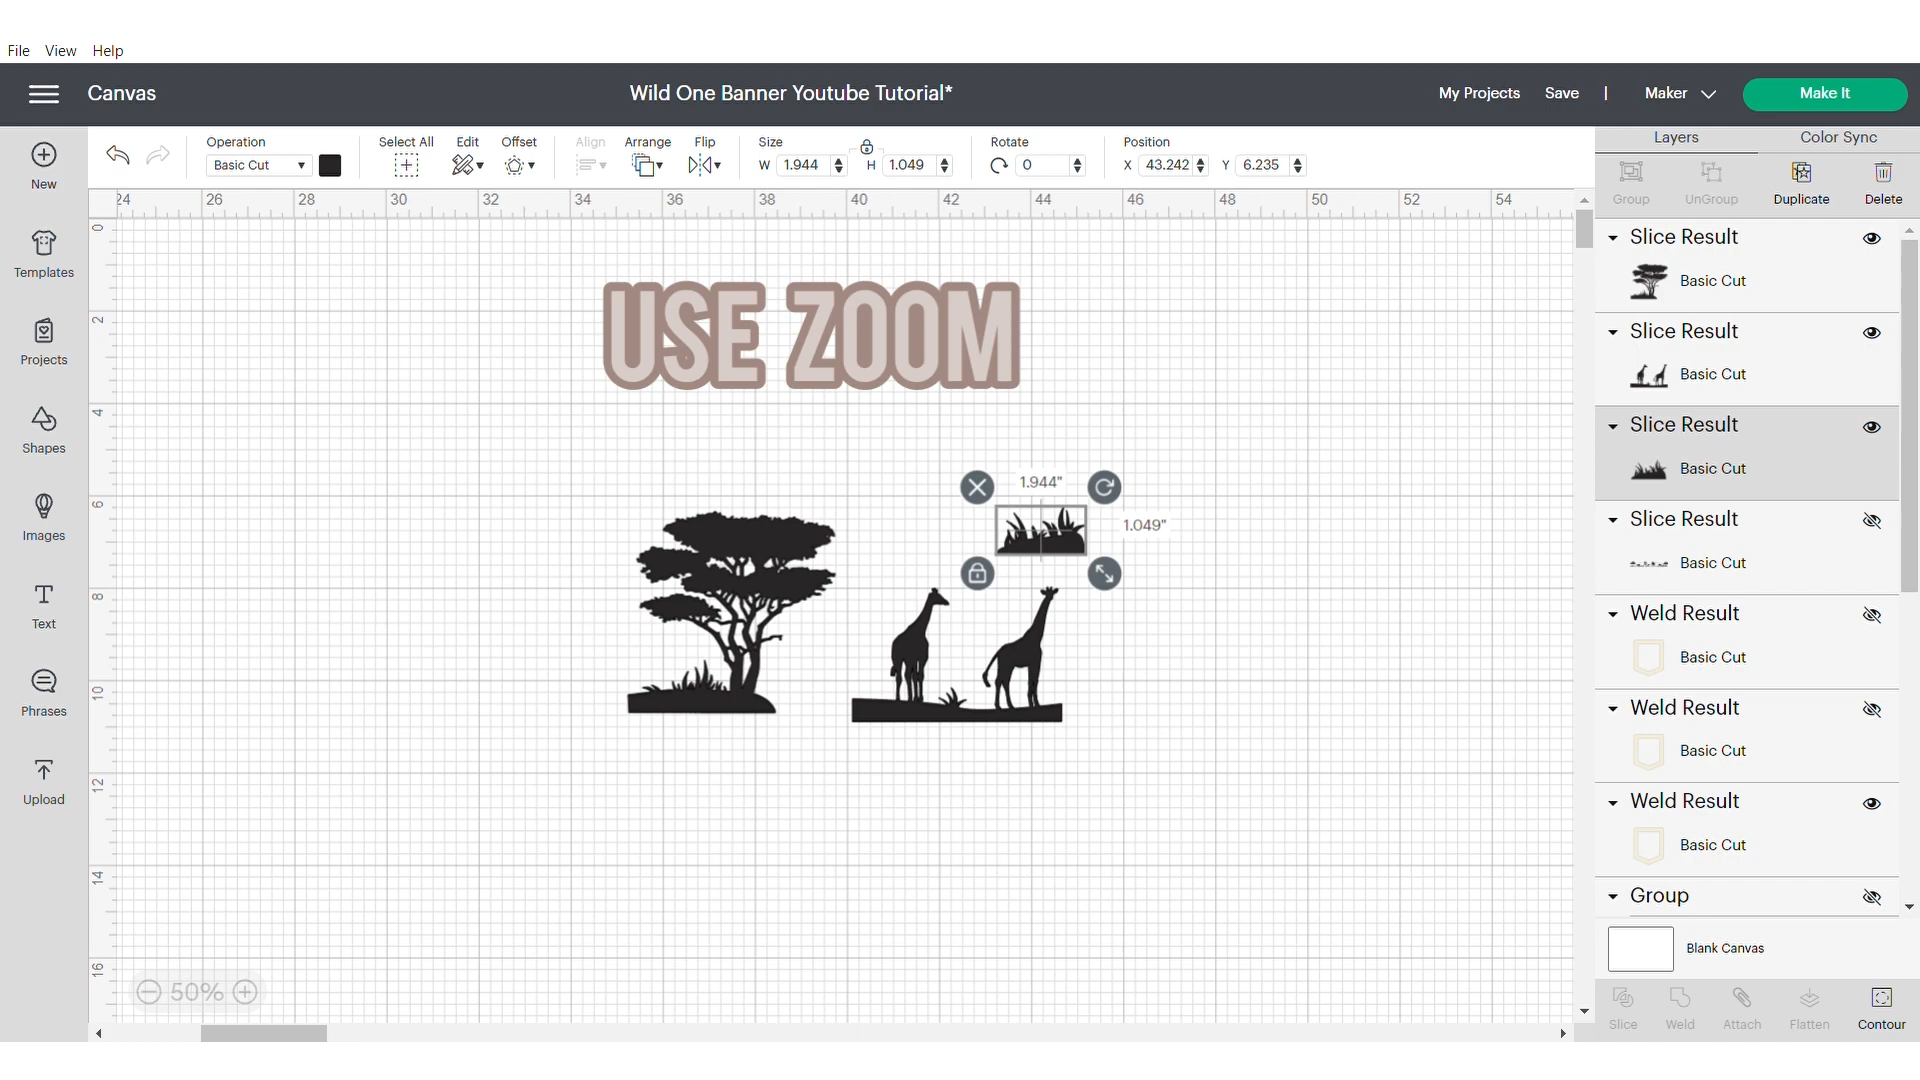 File View Help
Canvas
Wild One Banner Youtube Tutorial*
My Projects Save | Maker Make It
Operation
Basic Cut
Select All Edit Offset Align Arrange Flip
Size
W 1.944 H 1.049
Rotate
0
Position
X 43.242 Y 6.235
Layers Color Sync
Group UnGroup Duplicate Delete
New
Templates
Projects
Shapes
Images
Text
Phrases
Upload
24 26 28 30 32 34 36 38 40 42 44 46 48 50 52 54
0
2
4
6
8
10
12
14
16
USE ZOOM
1.944"
1.049"
50%
Slice Result
Basic Cut
Slice Result
Basic Cut
Slice Result
Basic Cut
Slice Result
Basic Cut
Weld Result
Basic Cut
Weld Result
Basic Cut
Weld Result
Basic Cut
Group
Blank Canvas
Slice Weld Attach Flatten Contour